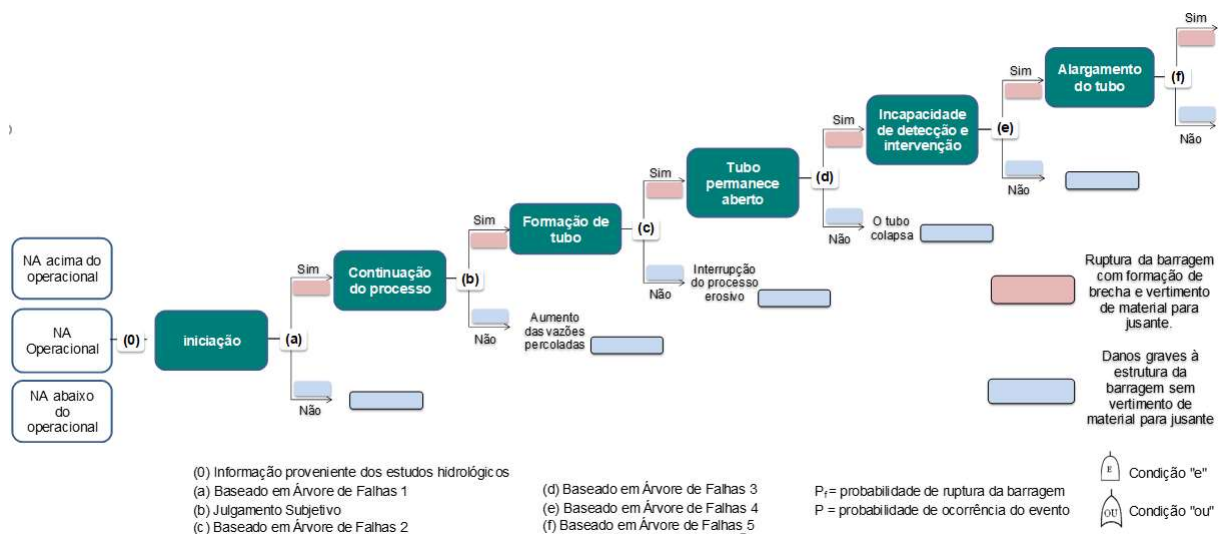 NA acima do
operacional
NA
Operacional
NA abaixo do
operacional
(0)
iniciação
(a)
Sim
Não
Continuação
do processo
(b)
Sim
Não
Aumento
das vazões
percoladas
Formação de
tubo
(c)
Sim
Não
Interrupção
do processo
erosivo
Tubo
permanece
aberto
(d)
Sim
Não
O tubo
colapsa
Incapacidade
de detecção e
intervenção
(e)
Sim
Não
Alargamento
do tubo
(f)
Sim
Não
Ruptura da barragem
com formação de
brecha e vertimento
de material para
jusante.
Danos graves à
estrutura da
barragem sem
vertimento de
material para jusante
(0) Informação proveniente dos estudos hidrológicos
(a) Baseado em Árvore de Falhas 1
(b) Julgamento Subjetivo
(c) Baseado em Árvore de Falhas 2
(d) Baseado em Árvore de Falhas 3
(e) Baseado em Árvore de Falhas 4
(f) Baseado em Árvore de Falhas 5
Pf = probabilidade de ruptura da barragem
P = probabilidade de ocorrência do evento
E
Condição "e"
OU
Condição "ou"